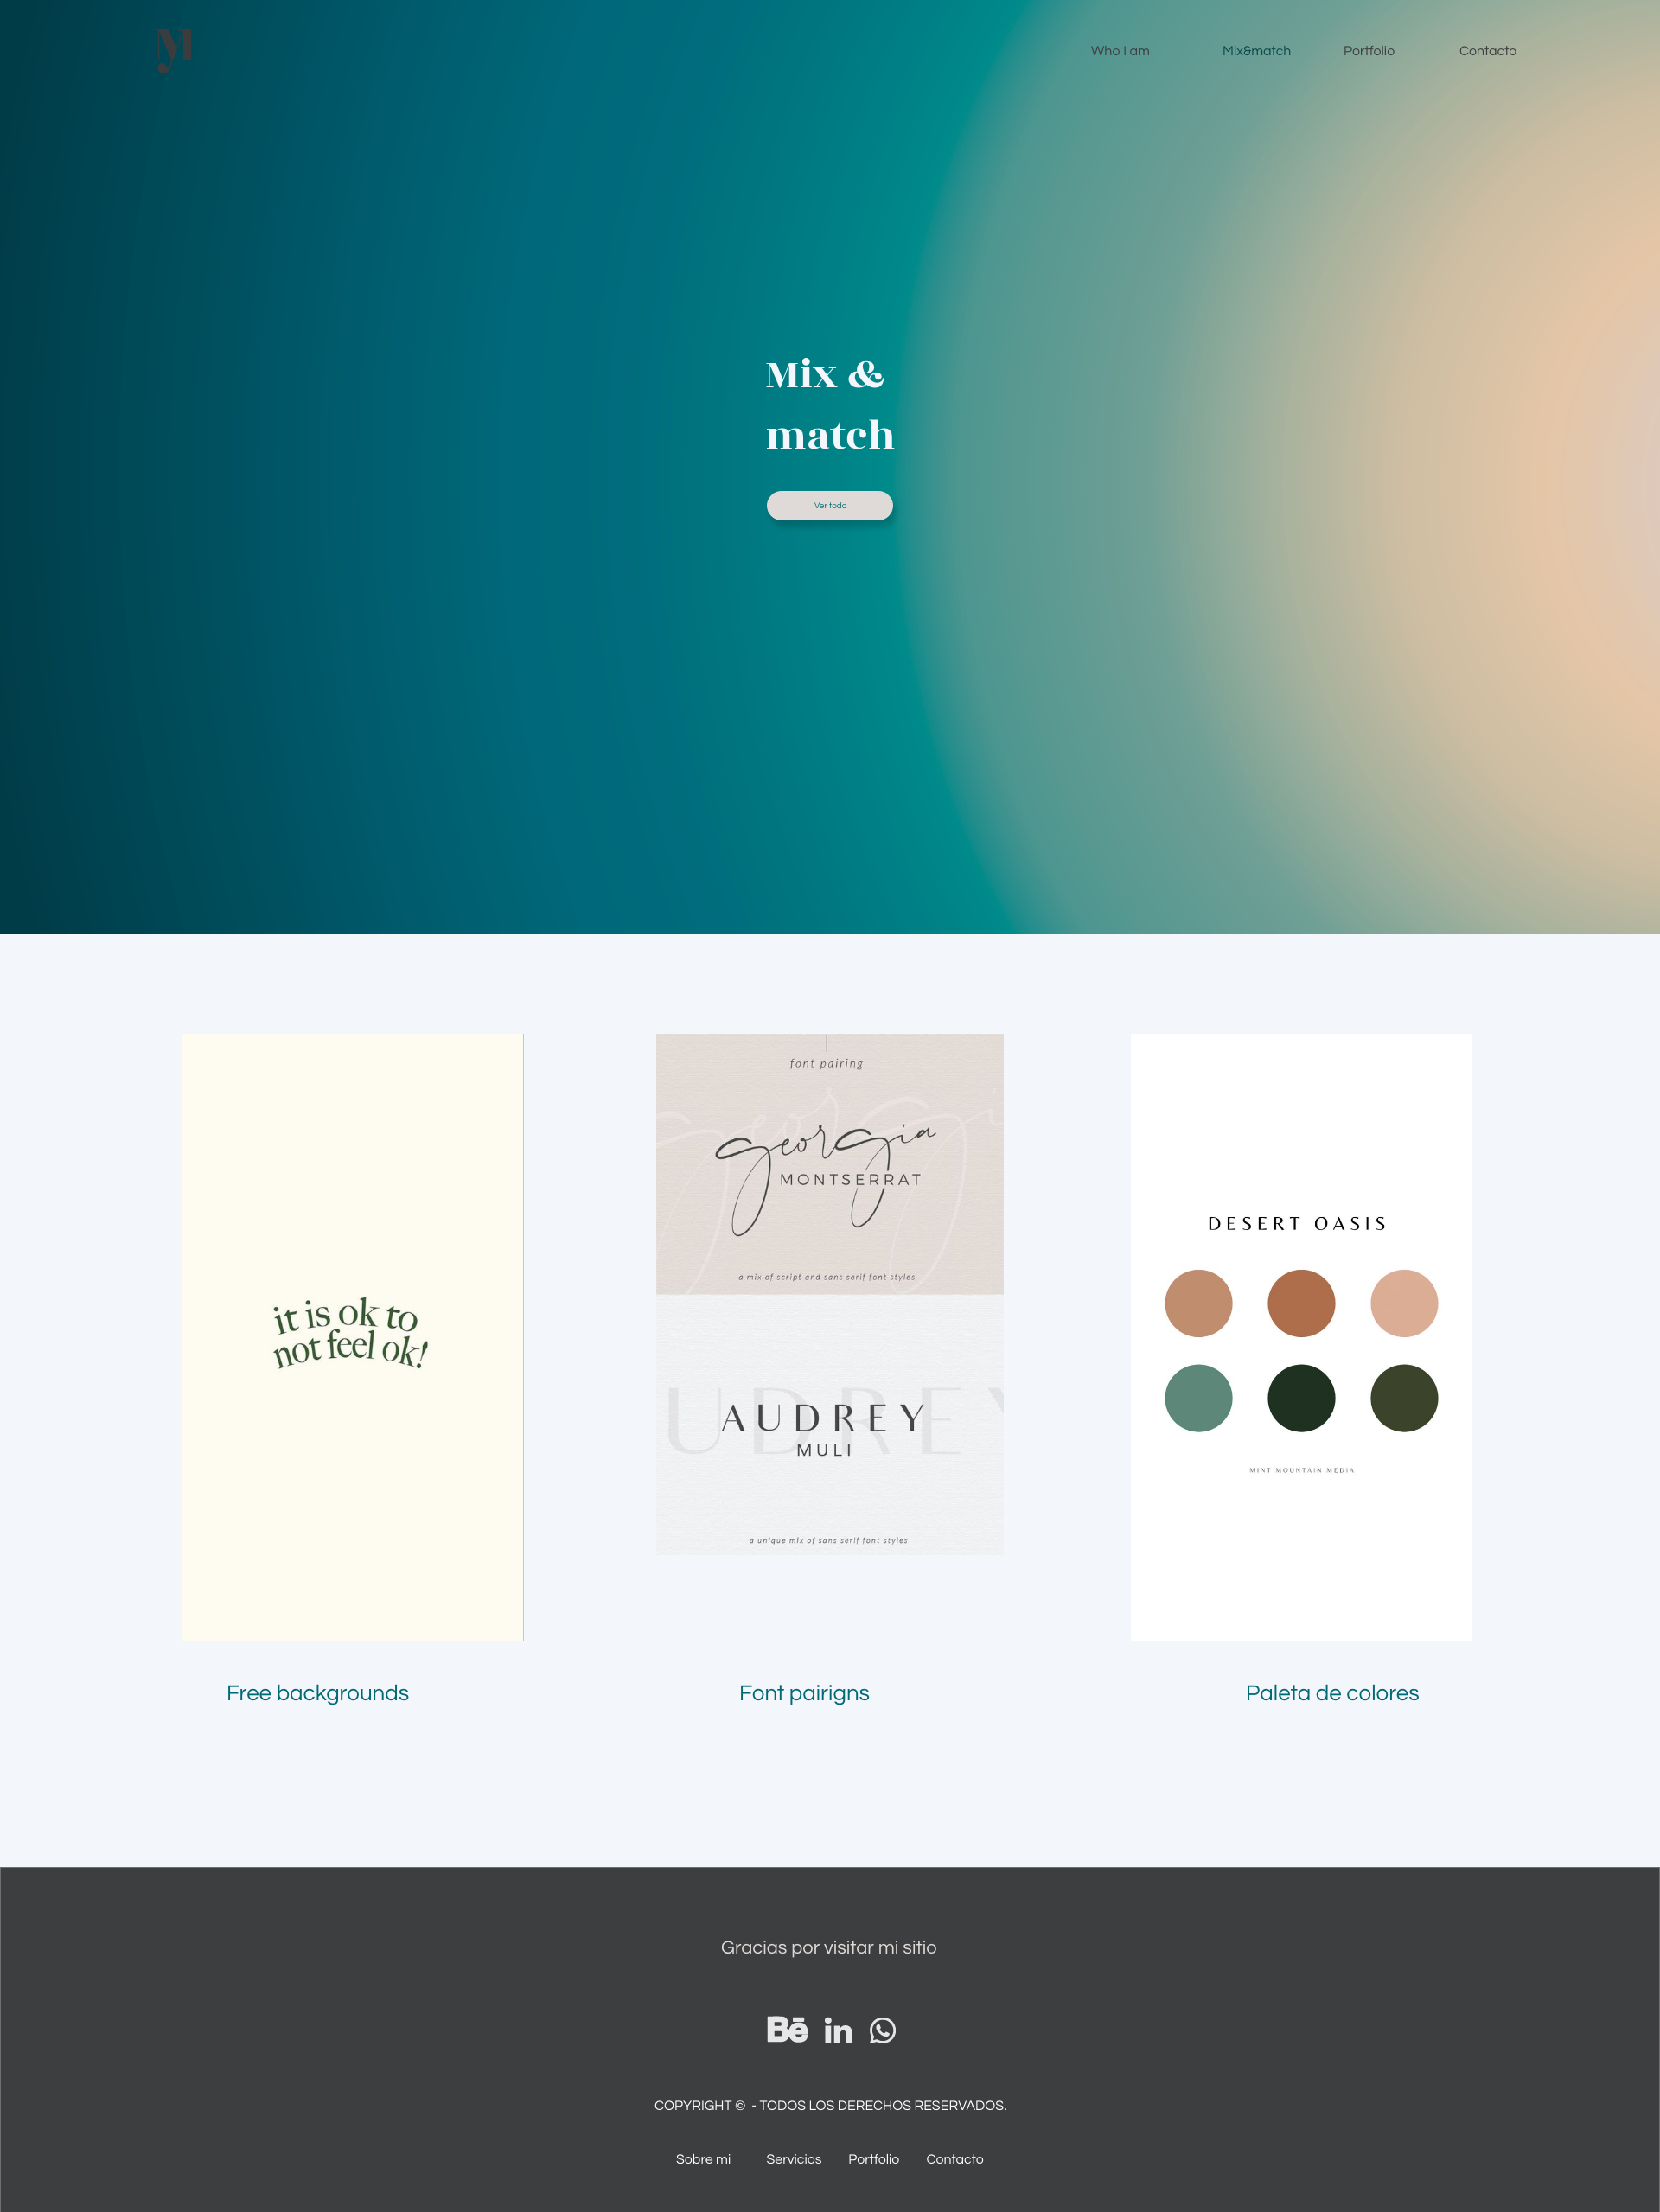 M
y
Who I am Mix&match Portfolio Contacto
Mix &
match
Ver todo
it is ok to
not feel ok!
font pairing
georgia
MONTSERRAT
a mix of script and sans serif font styles
UDREY
AUDREY
MULI
a unique mix of sans serif font styles
DESERT OASIS
MINT MOUNTAIN MEDIA
Free backgrounds Font pairigns Paleta de colores
Gracias por visitar mi sitio
Bē in
COPYRIGHT © - TODOS LOS DERECHOS RESERVADOS.
Sobre mi Servicios Portfolio Contacto